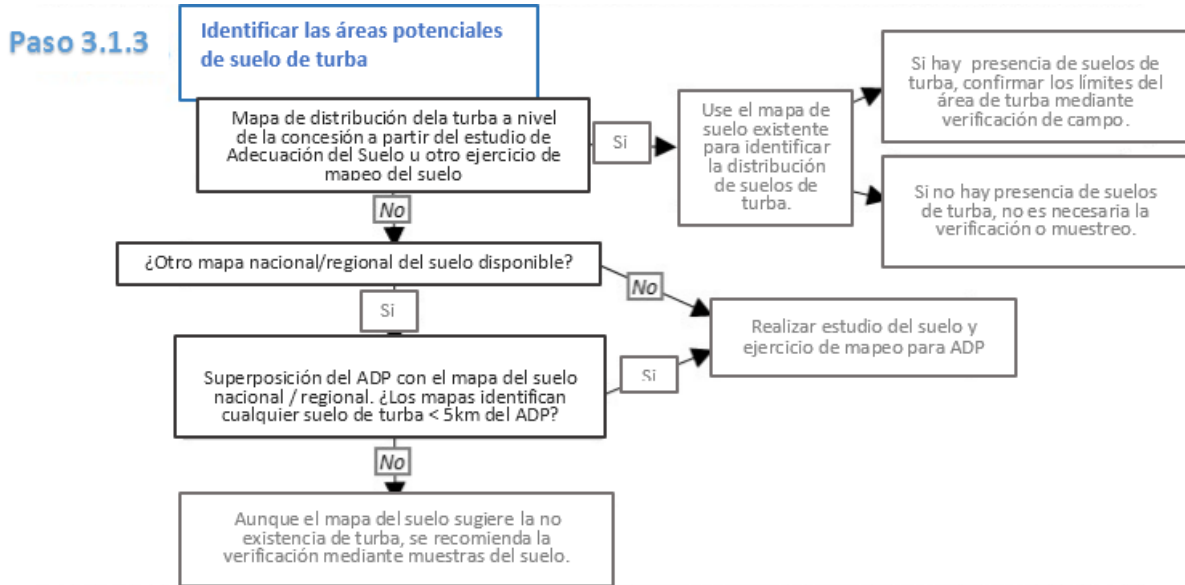 Paso 3.1.3
Identificar las áreas potenciales
de suelo de turba
Mapa de distribución dela turba a nivel
de la concesión a partir del estudio de
Adecuación del Suelo u otro ejercicio de
mapeo del suelo
Si
Use el mapa de
suelo existente
para identificar
la distribución
de suelos de
turba.
Si hay presencia de suelos de
turba, confirmar los límites del
área de turba mediante
verificación de campo.
Si no hay presencia de suelos
de turba, no es necesaria la
verificación o muestreo.
No
¿Otro mapa nacional/regional del suelo disponible?
No
Si
Realizar estudio del suelo y
ejercicio de mapeo para ADP
Superposición del ADP con el mapa del suelo
nacional / regional. ¿Los mapas identifican
cualquier suelo de turba < 5km del ADP?
Si
No
Aunque el mapa del suelo sugiere la no
existencia de turba, se recomienda la
verificación mediante muestras del suelo.